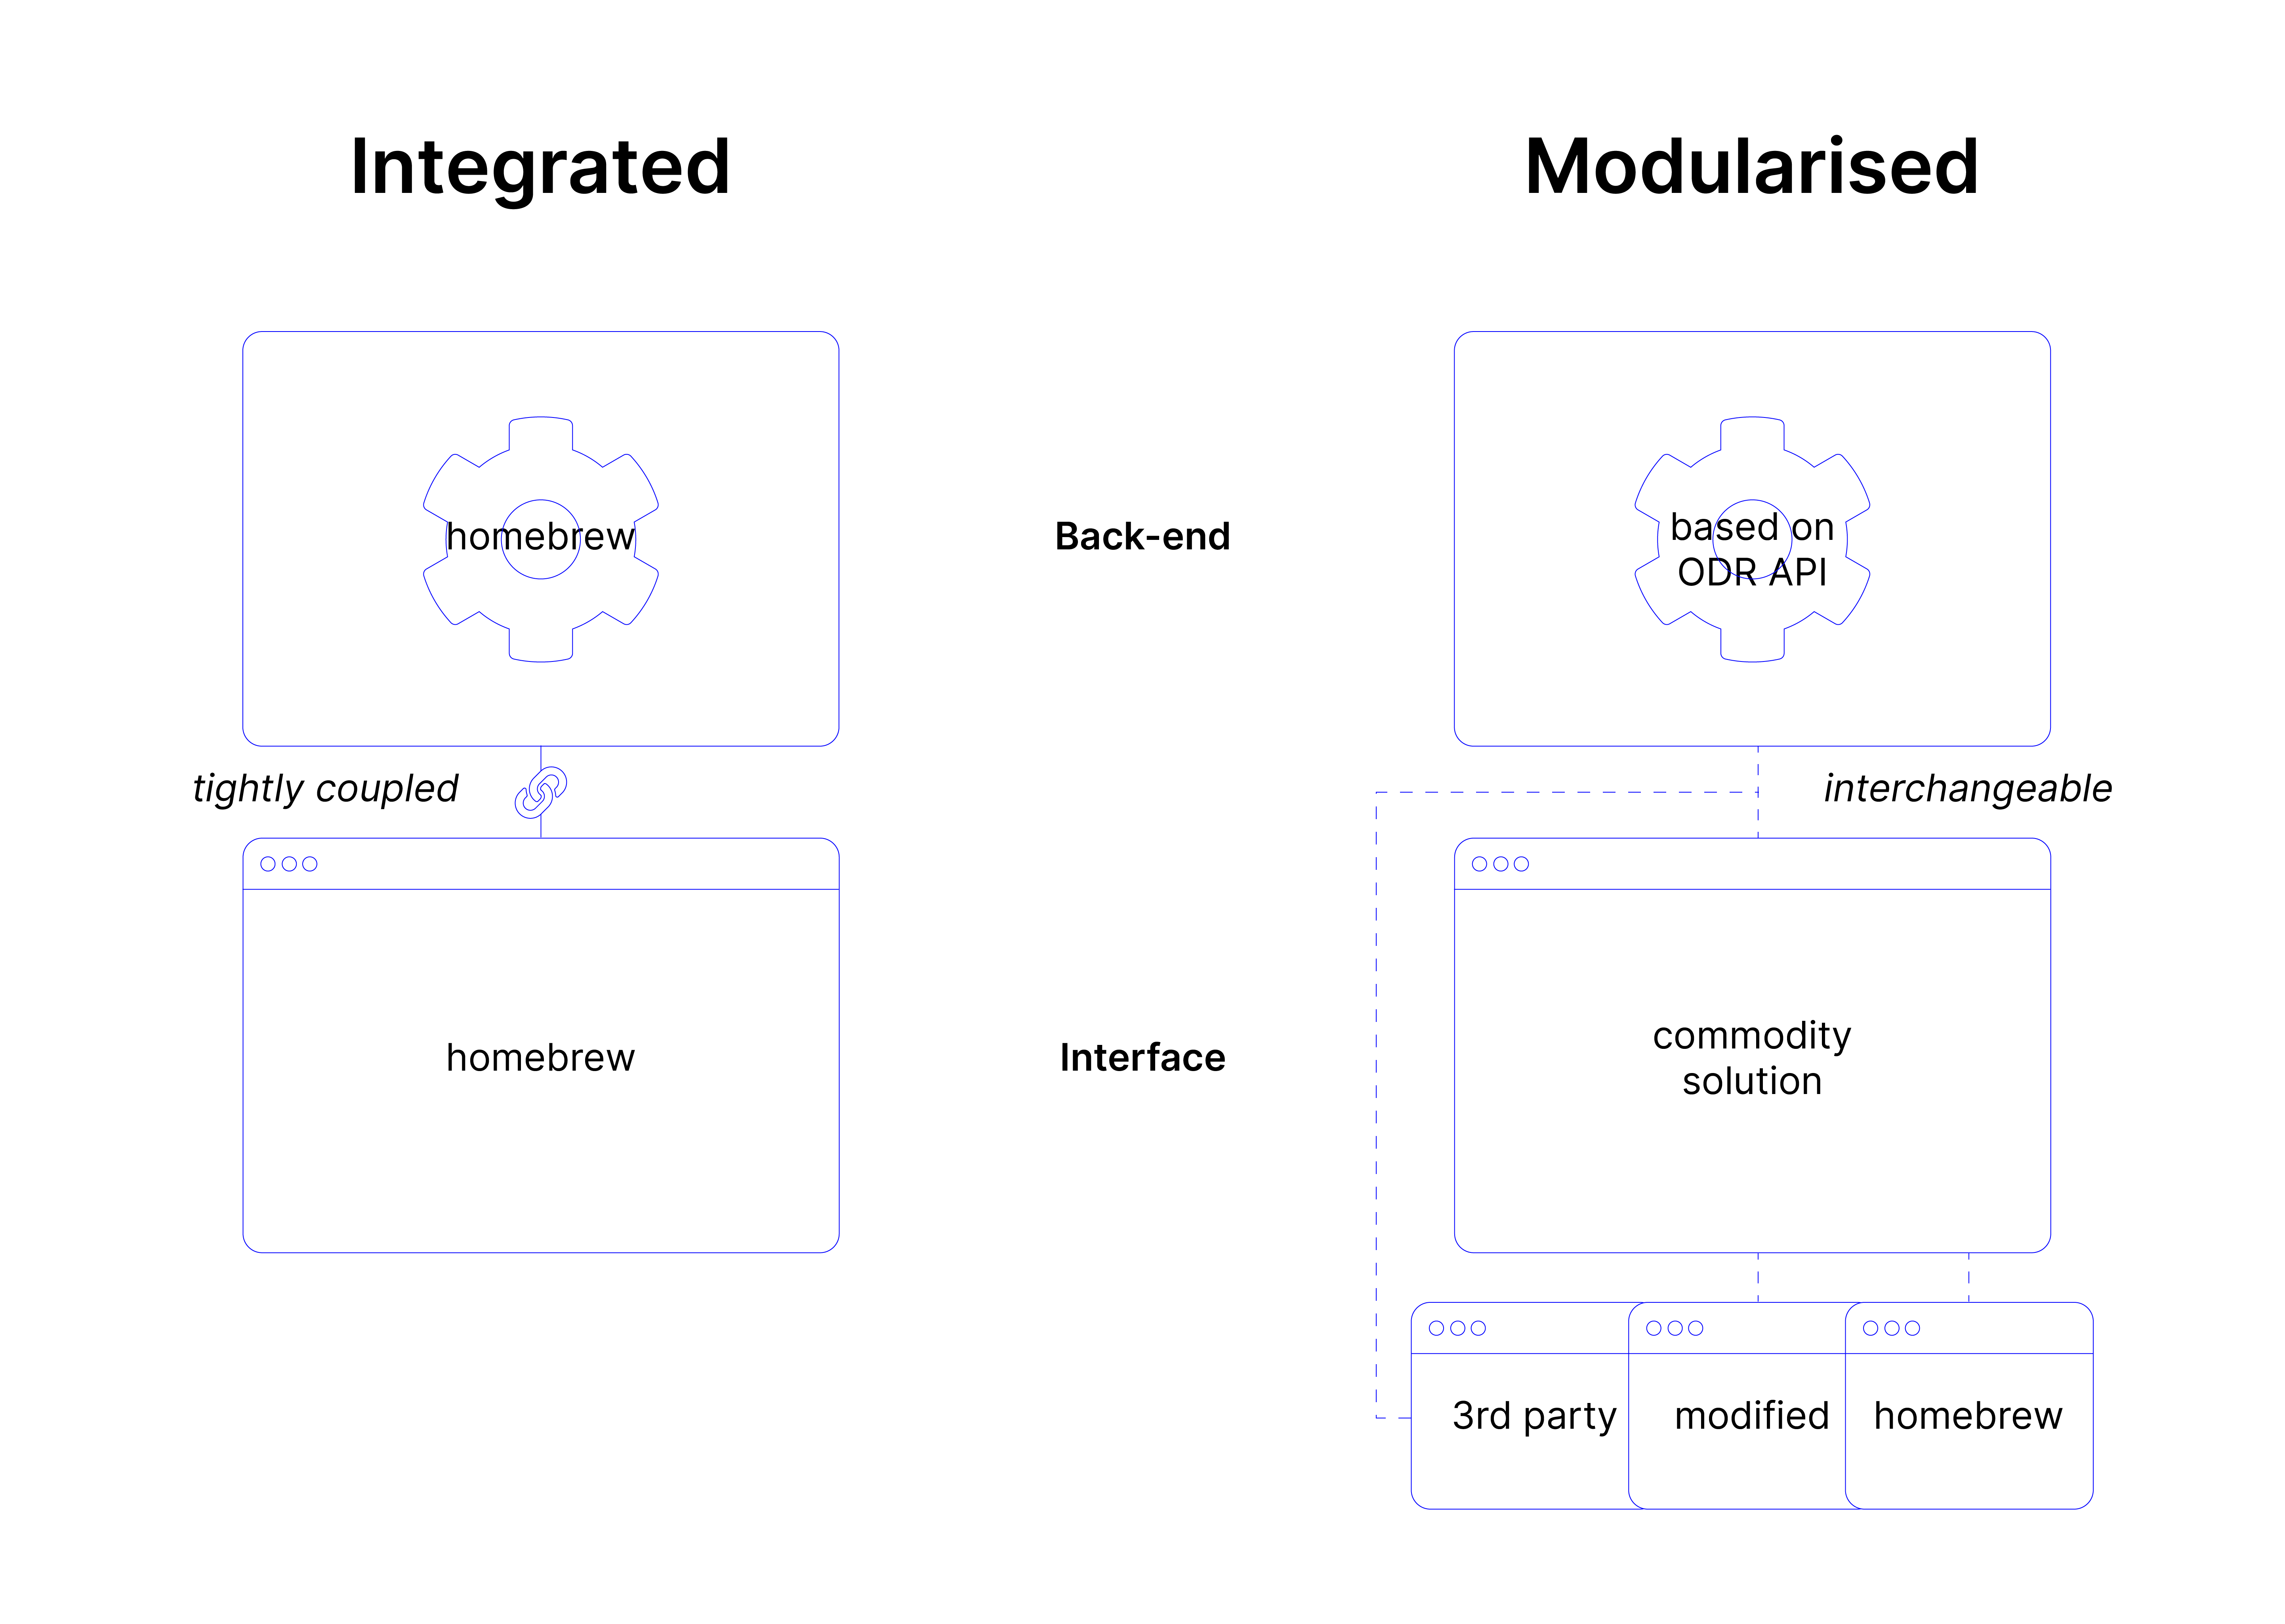 Integrated
Modularised
homebrew
Back-end
based on
ODR API
tightly coupled
interchangeable
homebrew
Interface
commodity
solution
3rd party
modified
homebrew